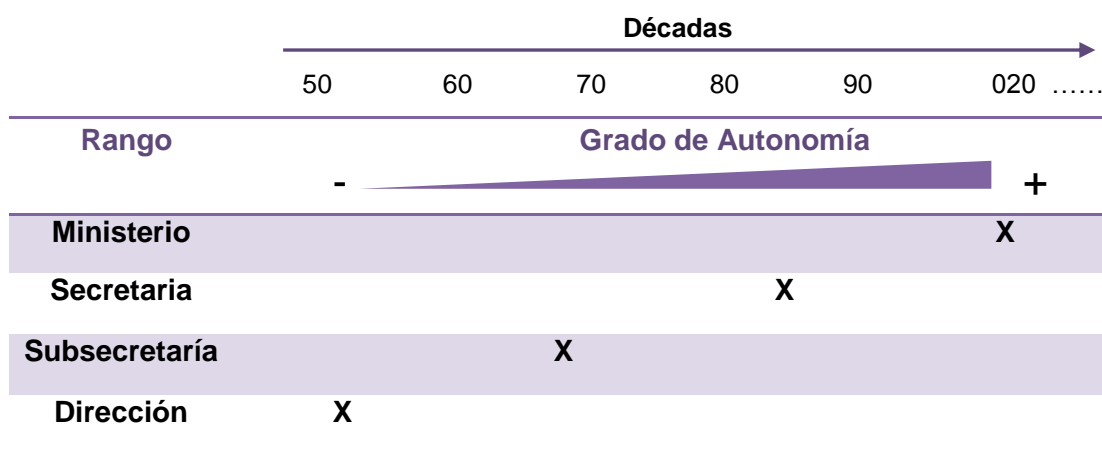 Décadas
50 60 70 80 90 020 ……
Rango Grado de Autonomía
- +
Ministerio X
Secretaria X
Subsecretaría X
Dirección X